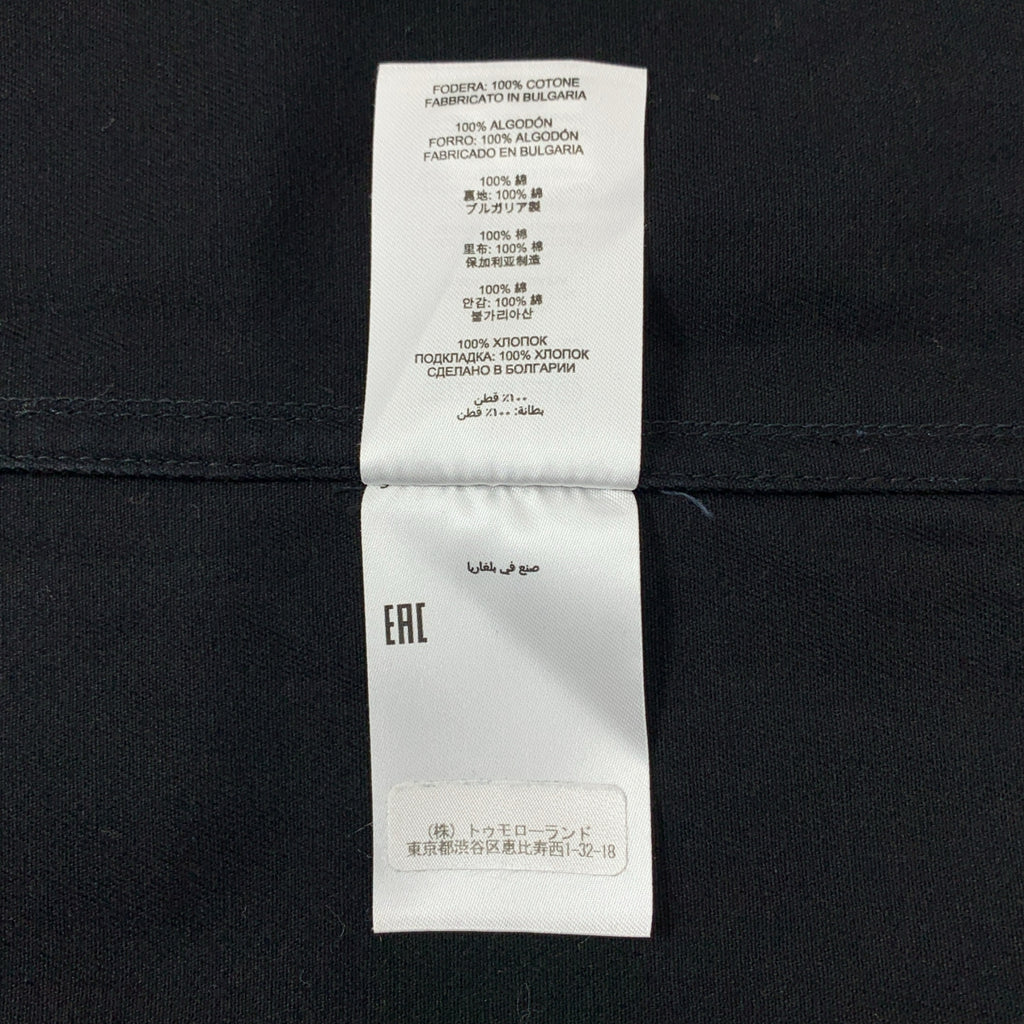 FODERA: 100% COTONE
FABBRICATO IN BULGARIA
100% ALGODÓN
FORRO: 100% ALGODÓN
FABRICADO EN BULGARIA
100% 綿
裏地: 100% 綿
ブルガリア製
100% 棉
里布: 100% 棉
保加利亚制造
100% 綿
안감: 100% 綿
불가리아산
100% ХЛОПОК
ПОДКЛАДКА: 100% ХЛОПОК
СДЕЛАНО В БОЛГАРИИ
١٠٠٪ قطن
بطانة: ١٠٠٪ قطن
صنع في بلغاريا
EAC
(株) トゥモローランド
東京都渋谷区恵比寿西1-32-18